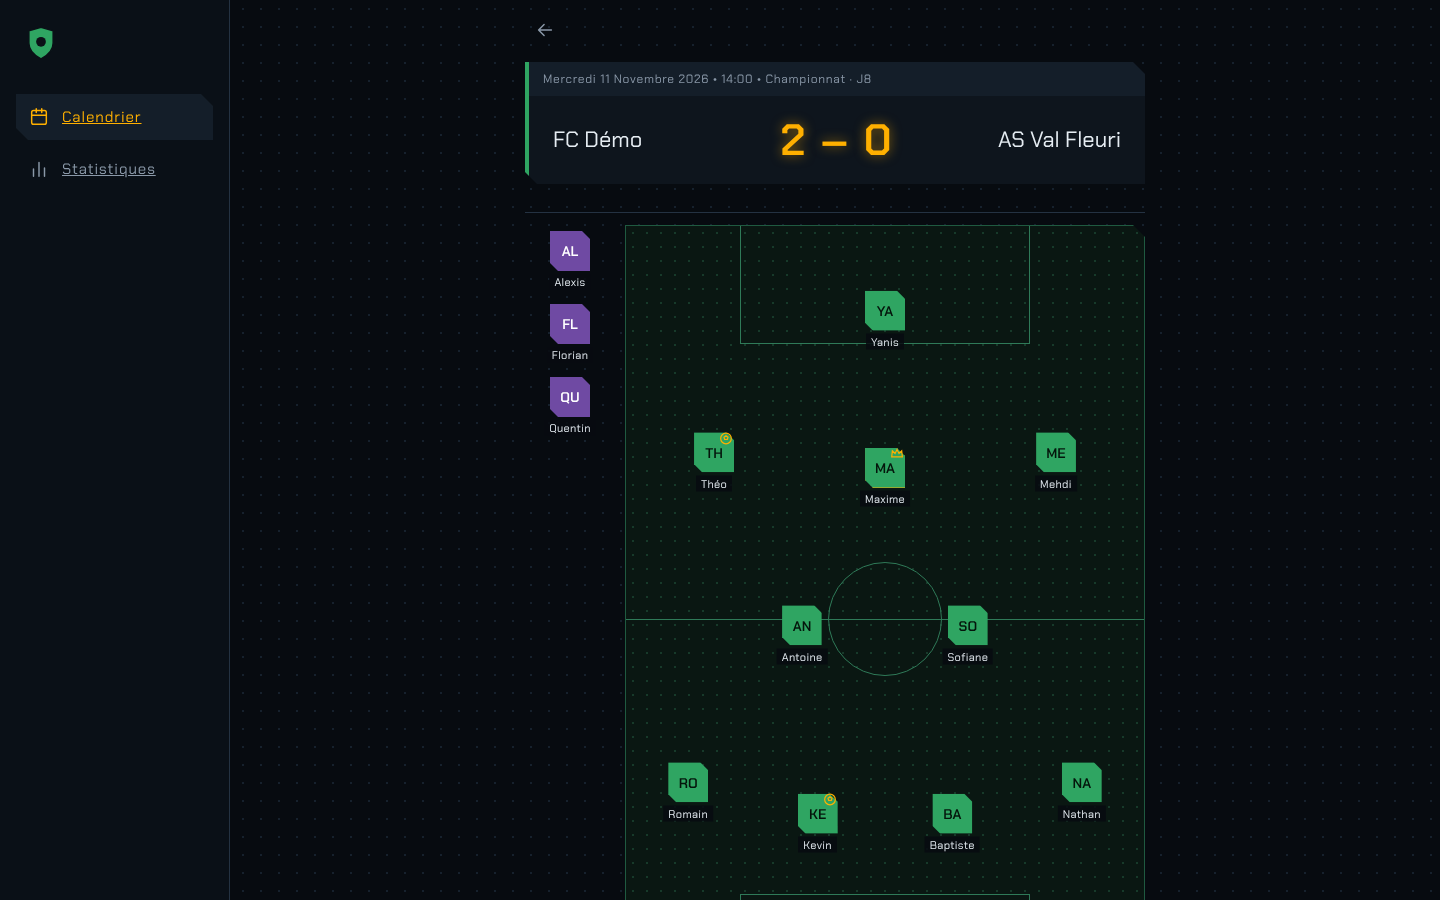 Calendrier
Statistiques
Mercredi 11 Novembre 2026 • 14:00 • Championnat · J8
FC Démo
2 – 0
AS Val Fleuri
AL
Alexis
FL
Florian
QU
Quentin
YA
Yanis
TH
Théo
MA
Maxime
ME
Mehdi
AN
Antoine
SO
Sofiane
RO
Romain
KE
Kevin
BA
Baptiste
NA
Nathan